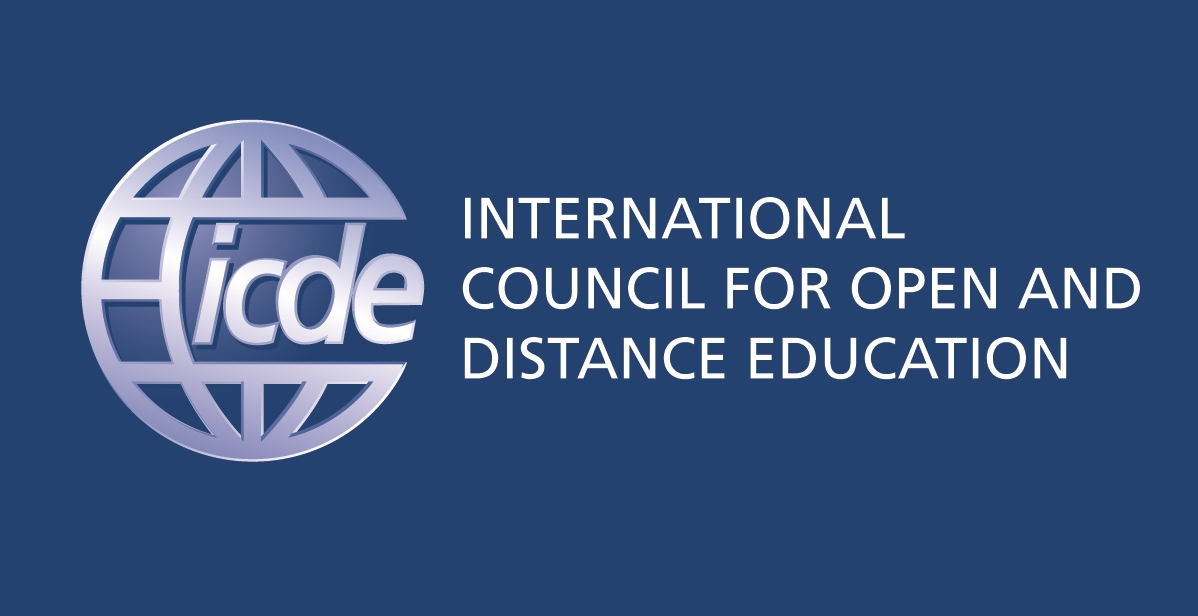 icde
INTERNATIONAL
COUNCIL FOR OPEN AND
DISTANCE EDUCATION